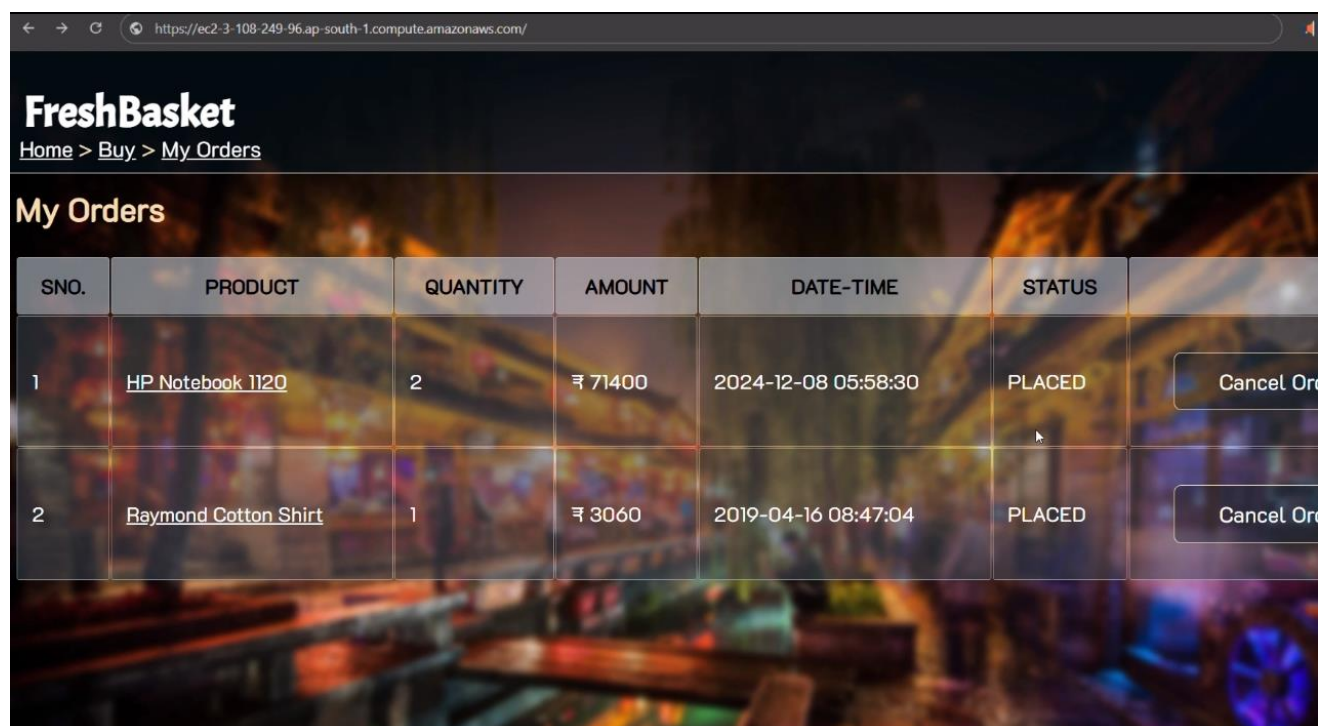 https://ec2-3-108-249-96.ap-south-1.compute.amazonaws.com/
FreshBasket
Home > Buy > My Orders
My Orders
SNO. PRODUCT QUANTITY AMOUNT DATE-TIME STATUS
1 HP Notebook 1120 2 ₹ 71400 2024-12-08 05:58:30 PLACED Cancel Ord
2 Raymond Cotton Shirt 1 ₹ 3060 2019-04-16 08:47:04 PLACED Cancel Ord